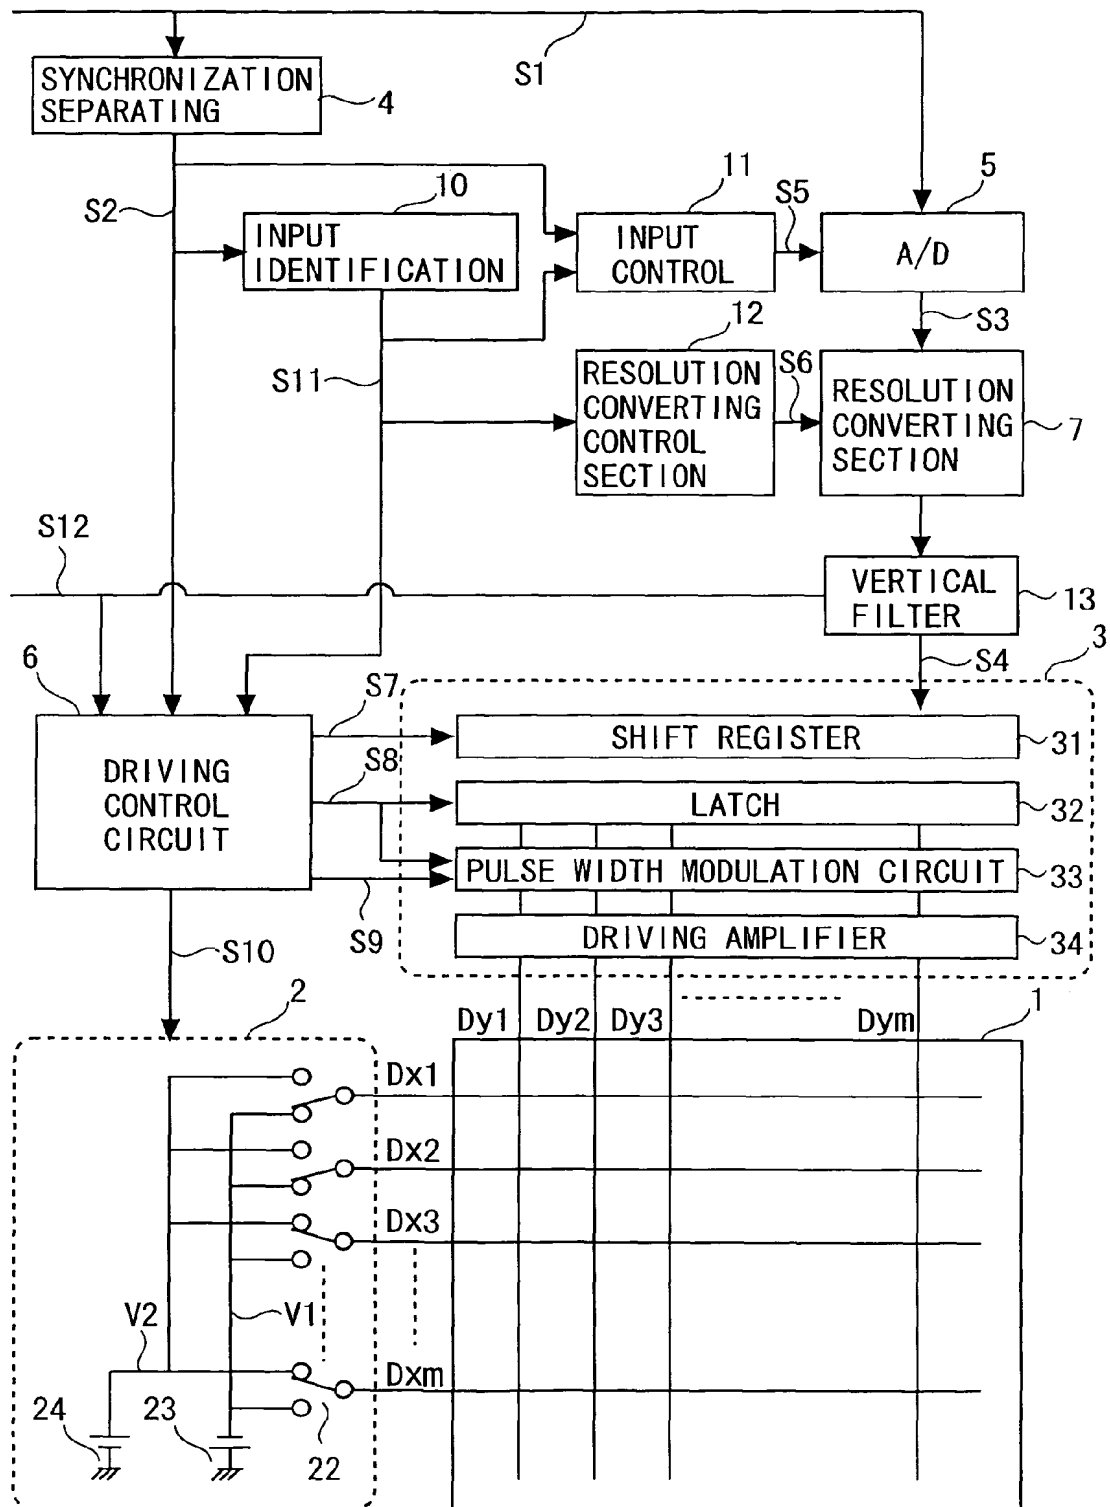 S1
SYNCHRONIZATION
SEPARATING
4
S2
10
INPUT
IDENTIFICATION
11
INPUT
CONTROL
S5
5
A/D
S3
S11
12
RESOLUTION
CONVERTING
CONTROL
SECTION
S6
RESOLUTION
CONVERTING
SECTION
7
S12
VERTICAL
FILTER
13
S4
3
6
DRIVING
CONTROL
CIRCUIT
S7
SHIFT REGISTER
31
S8
LATCH
32
PULSE WIDTH MODULATION CIRCUIT
33
S9
DRIVING AMPLIFIER
34
S10
2
Dy1 Dy2 Dy3 Dym
1
Dx1
Dx2
Dx3
V2
V1
Dxm
24
23
22